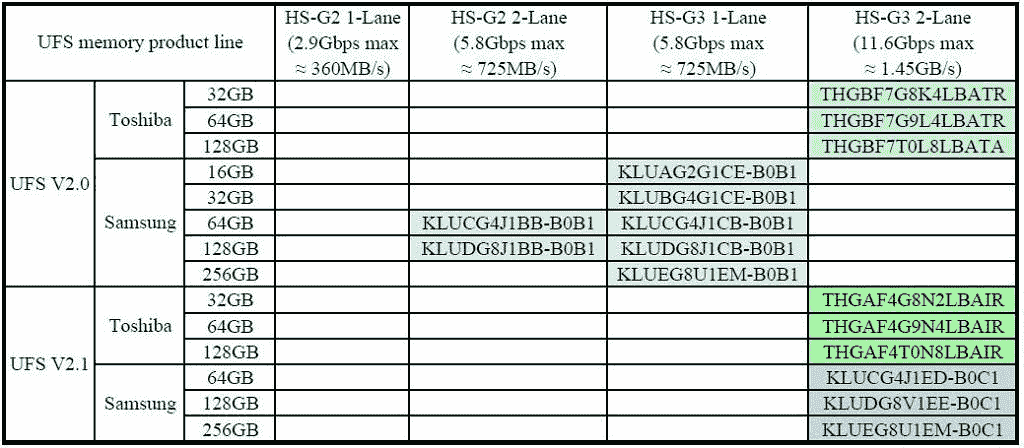 UFS memory product line
HS-G2 1-Lane
(2.9Gbps max
≈ 360MB/s)
HS-G2 2-Lane
(5.8Gbps max
≈ 725MB/s)
HS-G3 1-Lane
(5.8Gbps max
≈ 725MB/s)
HS-G3 2-Lane
(11.6Gbps max
≈ 1.45GB/s)
UFS V2.0
Toshiba
32GB THGBF7G8K4LBATR
64GB THGBF7G9L4LBATR
128GB THGBF7T0L8LBATA
Samsung
16GB KLUAG2G1CE-B0B1
32GB KLUBG4G1CE-B0B1
64GB KLUCG4J1BB-B0B1 KLUCG4J1CB-B0B1
128GB KLUDG8J1BB-B0B1 KLUDG8J1CB-B0B1
256GB KLUEG8U1EM-B0B1
UFS V2.1
Toshiba
32GB THGAF4G8N2LBAIR
64GB THGAF4G9N4LBAIR
128GB THGAF4T0N8LBAIR
Samsung
64GB KLUCG4J1ED-B0C1
128GB KLUDG8V1EE-B0C1
256GB KLUEG8U1EM-B0C1